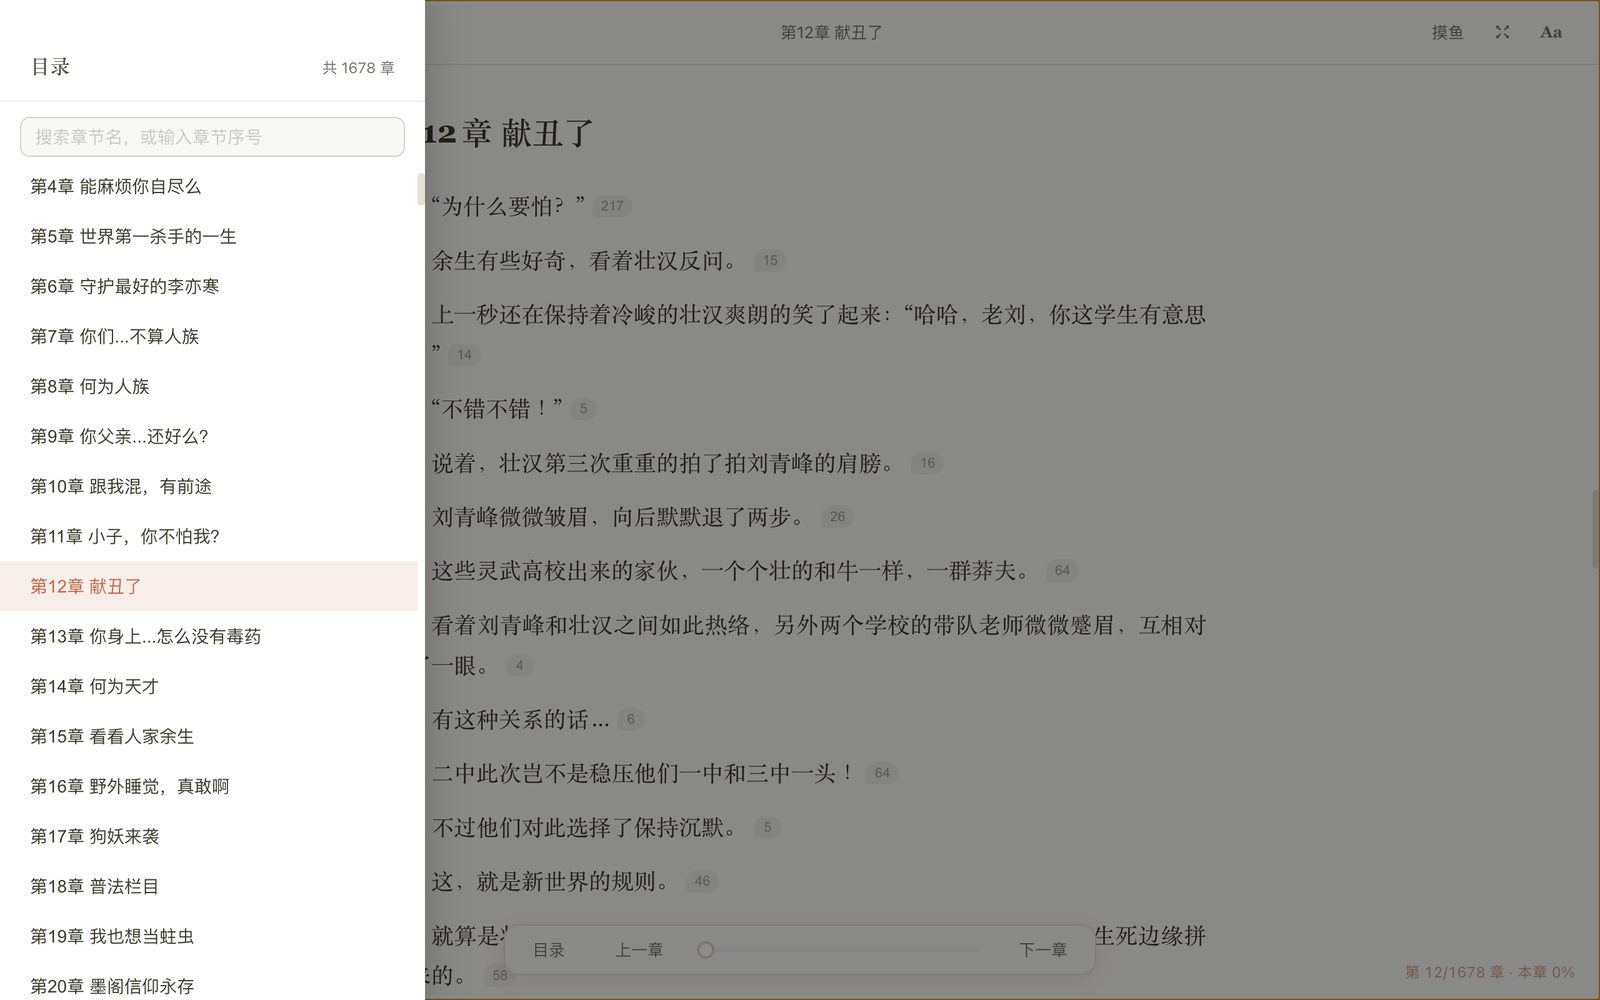 目录
共 1678 章
搜索章节名，或输入章节序号
第4章 能麻烦你自尽么
第5章 世界第一杀手的一生
第6章 守护最好的李亦寒
第7章 你们...不算人族
第8章 何为人族
第9章 你父亲...还好么?
第10章 跟我混，有前途
第11章 小子，你不怕我?
第12章 献丑了
第13章 你身上...怎么没有毒药
第14章 何为天才
第15章 看看人家余生
第16章 野外睡觉，真敢啊
第17章 狗妖来袭
第18章 普法栏目
第19章 我也想当蛀虫
第20章 墨阁信仰永存
第12章 献丑了
摸鱼
Aa
12 章 献丑了
“为什么要怕？” 217
余生有些好奇，看着壮汉反问。 15
上一秒还在保持着冷峻的壮汉爽朗的笑了起来：“哈哈，老刘，你这学生有意思
” 14
“不错不错！” 5
说着，壮汉第三次重重的拍了拍刘青峰的肩膀。 16
刘青峰微微皱眉，向后默默退了两步。 26
这些灵武高校出来的家伙，一个个壮的和牛一样，一群莽夫。 64
看着刘青峰和壮汉之间如此热络，另外两个学校的带队老师微微蹙眉，互相对
一眼。 4
有这种关系的话... 6
二中此次岂不是稳压他们一中和三中一头！ 64
不过他们对此选择了保持沉默。 5
这，就是新世界的规则。 46
就算是
生死边缘拼
的。 58
目录
上一章
下一章
第 12/1678 章 · 本章 0%